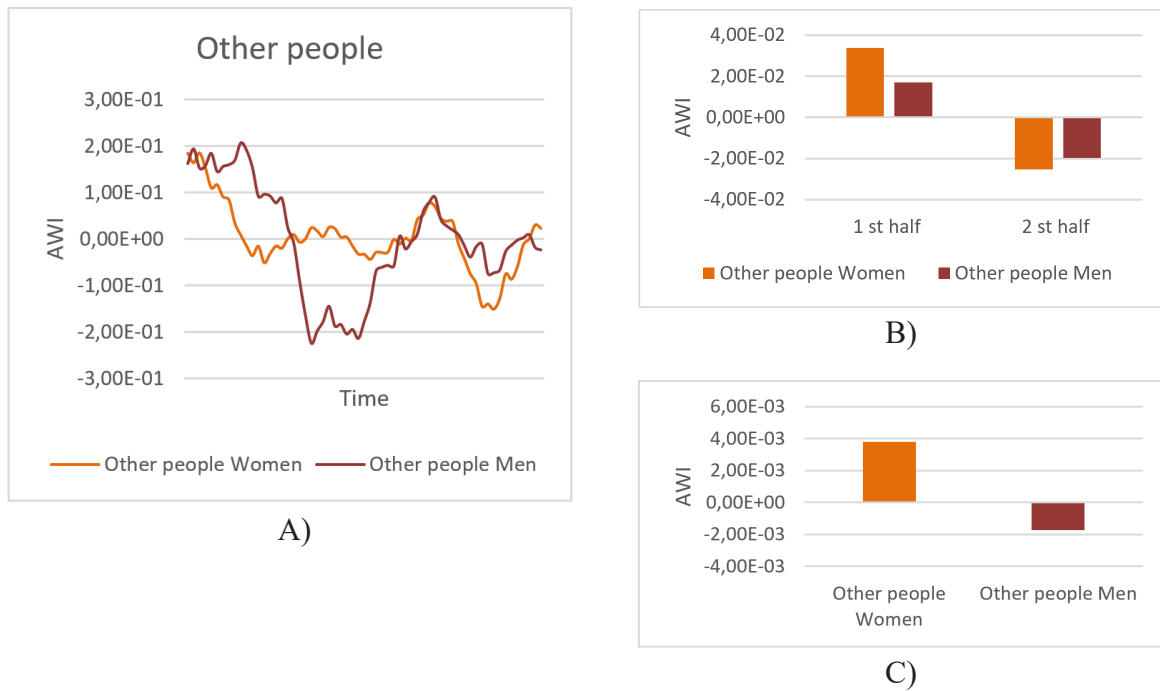 Other people
3,00E-01
2,00E-01
1,00E-01
0,00E+00
-1,00E-01
-2,00E-01
-3,00E-01
AWI
Time
Other people Women
Other people Men
A)
4,00E-02
2,00E-02
0,00E+00
-2,00E-02
-4,00E-02
AWI
1 st half
2 st half
Other people Women
Other people Men
B)
6,00E-03
4,00E-03
2,00E-03
0,00E+00
-2,00E-03
-4,00E-03
AWI
Other people
Women
Other people Men
C)